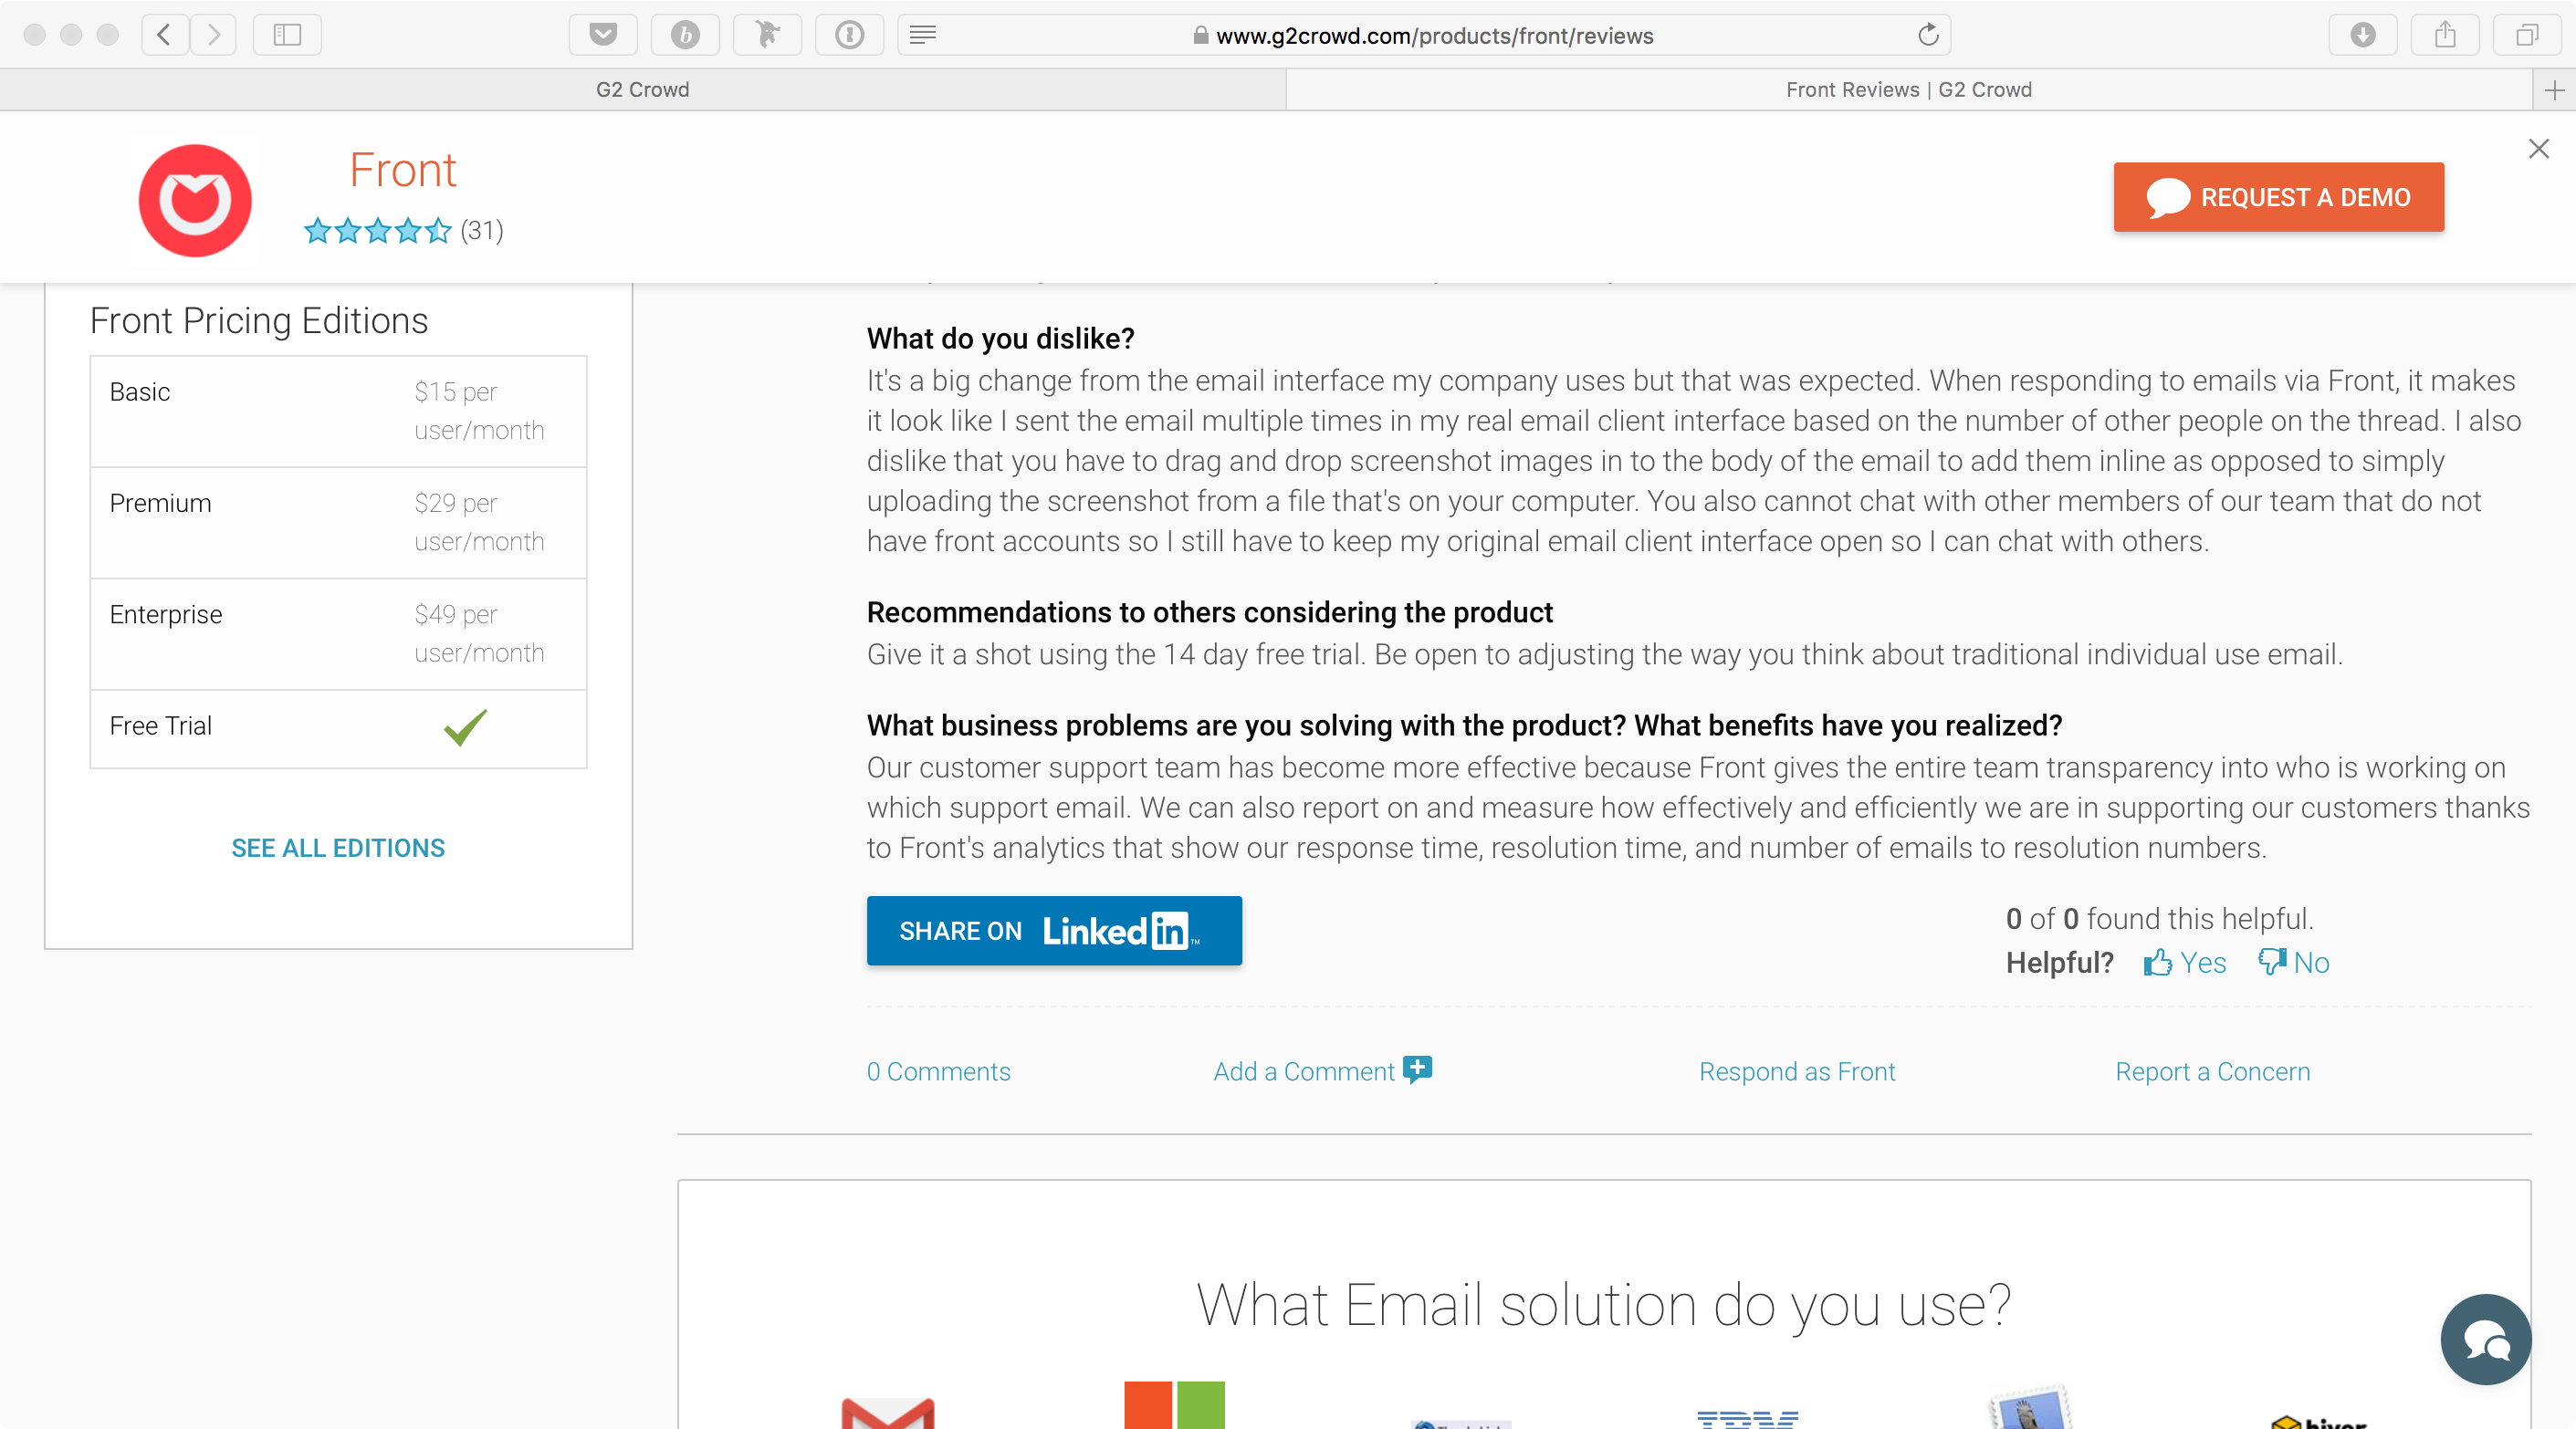 www.g2crowd.com/products/front/reviews
G2 Crowd
Front Reviews | G2 Crowd
Front
(31)
REQUEST A DEMO
Front Pricing Editions
Basic
$15 per
user/month
Premium
$29 per
user/month
Enterprise
$49 per
user/month
Free Trial
SEE ALL EDITIONS
What do you dislike?
It's a big change from the email interface my company uses but that was expected. When responding to emails via Front, it makes
it look like I sent the email multiple times in my real email client interface based on the number of other people on the thread. I also
dislike that you have to drag and drop screenshot images in to the body of the email to add them inline as opposed to simply
uploading the screenshot from a file that's on your computer. You also cannot chat with other members of our team that do not
have front accounts so I still have to keep my original email client interface open so I can chat with others.
Recommendations to others considering the product
Give it a shot using the 14 day free trial. Be open to adjusting the way you think about traditional individual use email.
What business problems are you solving with the product? What benefits have you realized?
Our customer support team has become more effective because Front gives the entire team transparency into who is working on
which support email. We can also report on and measure how effectively and efficiently we are in supporting our customers thanks
to Front's analytics that show our response time, resolution time, and number of emails to resolution numbers.
SHARE ON LinkedIn™
0 of 0 found this helpful.
Helpful? Yes No
0 Comments
Add a Comment
Respond as Front
Report a Concern
What Email solution do you use?
IBM
hiver